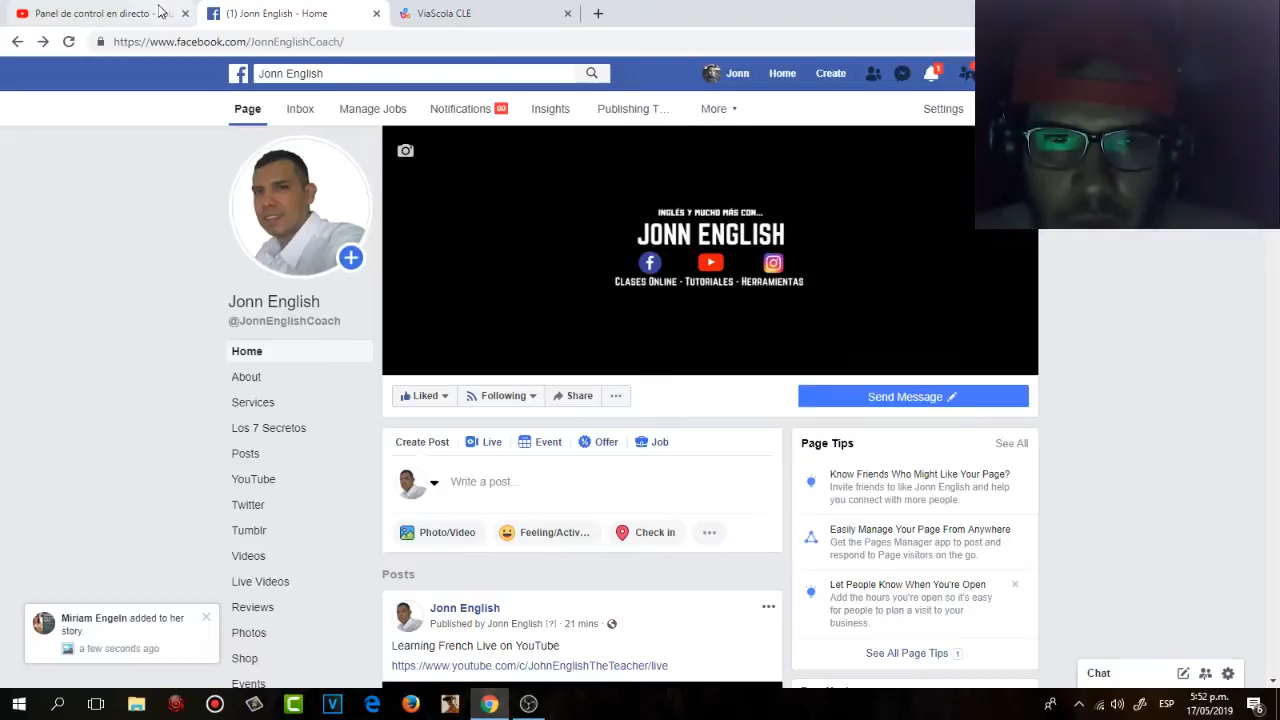 Panel de control en directo -
(1) Jonn English - Home
ViaScola CLE
https://www.facebook.com/JonnEnglishCoach/
Jonn English
Jonn
Home
Create
1
Page
Inbox
Manage Jobs
Notifications
Insights
Publishing T...
More
Settings
INGLÉS Y MUCHO MÁS CON...
JONN ENGLISH
CLASES ONLINE - TUTORIALES - HERRAMIENTAS
Jonn English
@JonnEnglishCoach
Home
About
Services
Los 7 Secretos
Posts
YouTube
Twitter
Tumblr
Videos
Live Videos
Reviews
Photos
Shop
Events
Liked
Following
Share
Send Message
Create Post
Live
Event
Offer
Job
Write a post...
Photo/Video
Feeling/Activ...
Check in
Posts
Jonn English
Published by Jonn English [?] · 21 mins ·
Learning French Live on YouTube
https://www.youtube.com/c/JohnEnglishTheTeacher/live
Page Tips
See All
Know Friends Who Might Like Your Page?
Invite friends to like Jonn English and help
you connect with more people.
Easily Manage Your Page From Anywhere
Get the Pages Manager app to post and
respond to Page visitors on the go.
Let People Know When You're Open
Add the hours you're open so it's easy
for people to plan a visit to your
business.
See All Page Tips 1
Miriam Engeln added to her
story.
a few seconds ago
Chat
ESP
5:52 p.m.
17/05/2019
6